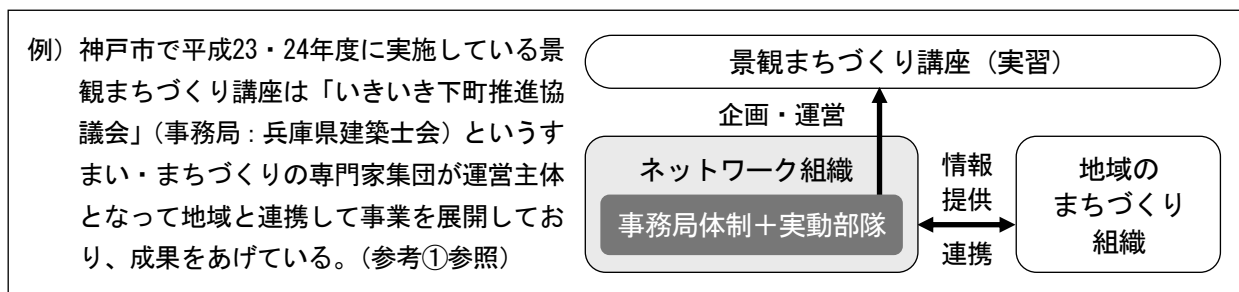 例）神戸市で平成23・24年度に実施している景
観まちづくり講座は「いきいき下町推進協
議会」（事務局：兵庫県建築士会）というす
まい・まちづくりの専門家集団が運営主体
となって地域と連携して事業を展開してお
り、成果をあげている。（参考①参照）
景観まちづくり講座（実習）
企画・運営
ネットワーク組織
事務局体制＋実動部隊
情報
提供
連携
地域の
まちづくり
組織